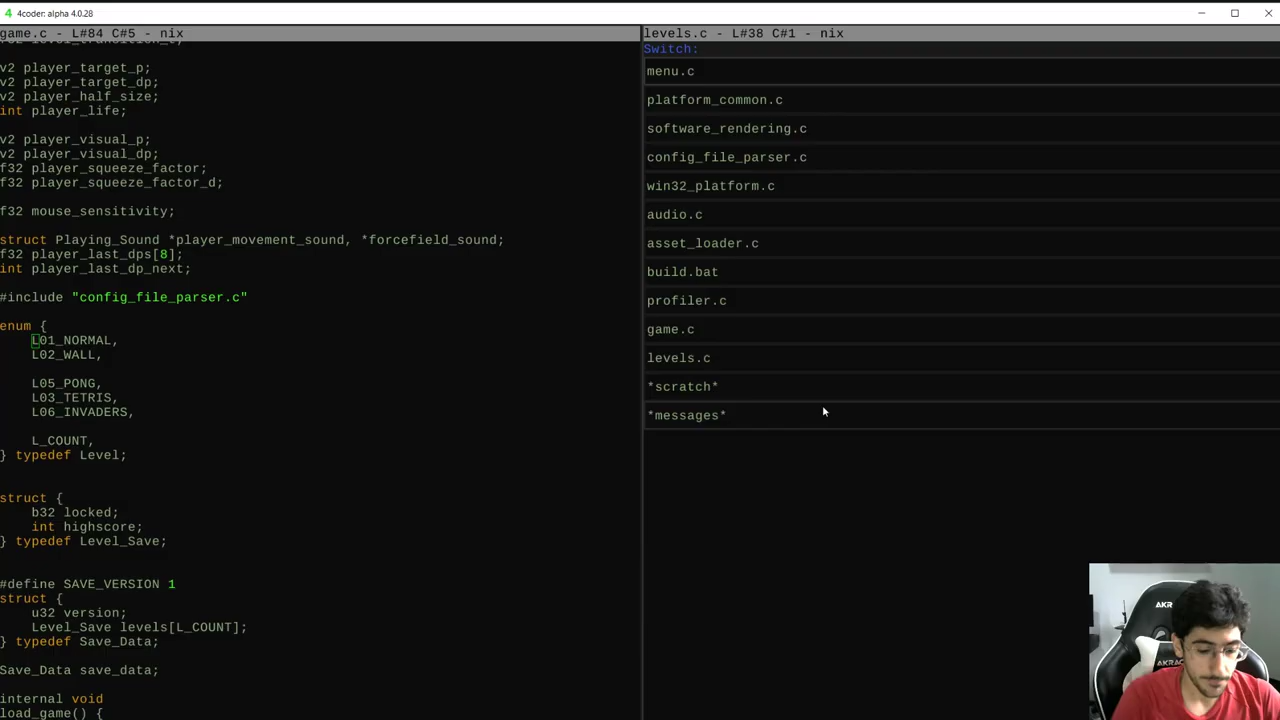 4 4coder: alpha 4.0.28
game.c - L#84 C#5 - nix
v2 player_target_p;
v2 player_target_dp;
v2 player_half_size;
int player_life;
v2 player_visual_p;
v2 player_visual_dp;
f32 player_squeeze_factor;
f32 player_squeeze_factor_d;
f32 mouse_sensitivity;
struct Playing_Sound *player_movement_sound, *forcefield_sound;
f32 player_last_dps[8];
int player_last_dp_next;
#include "config_file_parser.c"
enum {
L01_NORMAL,
L02_WALL,
L05_PONG,
L03_TETRIS,
L06_INVADERS,
L_COUNT,
} typedef Level;
struct {
b32 locked;
int highscore;
} typedef Level_Save;
#define SAVE_VERSION 1
struct {
u32 version;
Level_Save levels[L_COUNT];
} typedef Save_Data;
Save_Data save_data;
internal void
load_game() {
levels.c - L#38 C#1 - nix
Switch:
menu.c
platform_common.c
software_rendering.c
config_file_parser.c
win32_platform.c
audio.c
asset_loader.c
build.bat
profiler.c
game.c
levels.c
*scratch*
*messages*
AKR
AKRAC